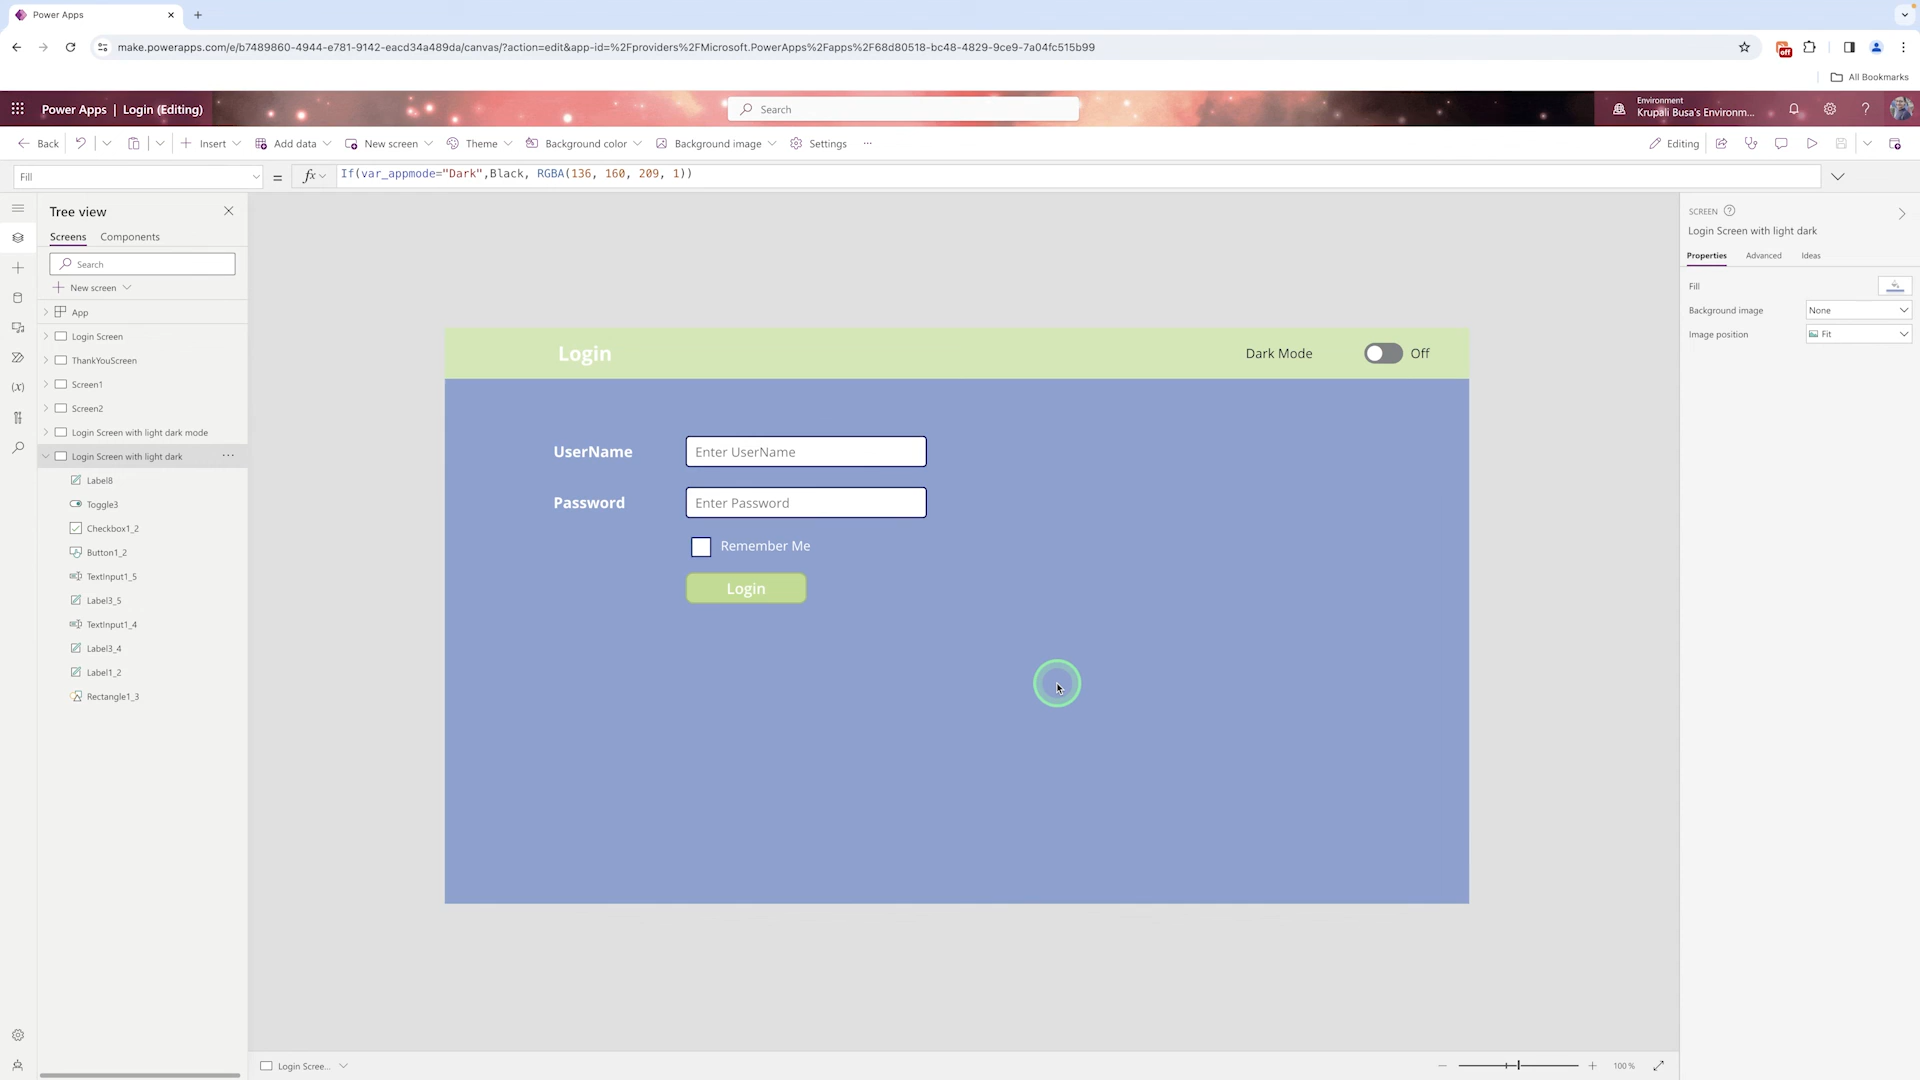 Power Apps
make.powerapps.com/e/b7489860-4944-e781-9142-eacd34a489da/canvas/?action=edit&app-id=%2Fproviders%2FMicrosoft.PowerApps%2Fapps%2F68d80518-bc48-4829-9ce9-7a04fc515b99
off
All Bookmarks
Power Apps | Login (Editing)
Search
Environment
Krupali Busa's Environm...
Back
Insert
Add data
New screen
Theme
Background color
Background image
Settings
Editing
Fill
=
fx
If(var_appmode="Dark",Black, RGBA(136, 160, 209, 1))
Tree view
Screens
Components
Search
New screen
App
Login Screen
ThankYouScreen
Screen1
Screen2
Login Screen with light dark mode
Login Screen with light dark
Label8
Toggle3
Checkbox1_2
Button1_2
TextInput1_5
Label3_5
TextInput1_4
Label3_4
Label1_2
Rectangle1_3
Login
Dark Mode
Off
UserName
Enter UserName
Password
Enter Password
Remember Me
Login
SCREEN
Login Screen with light dark
Properties
Advanced
Ideas
Fill
Background image
None
Image position
Fit
Login Scree...
100 %